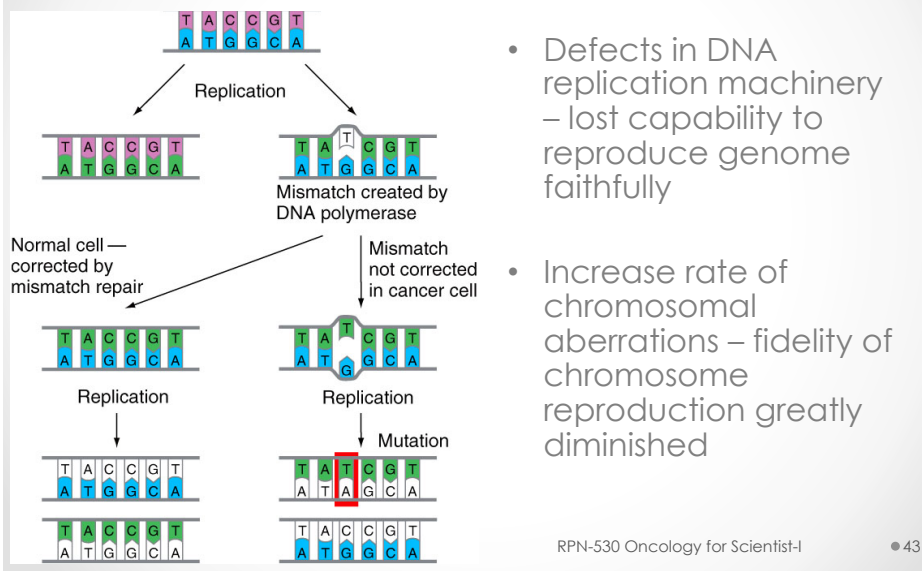 T A C C G T
A T G G C A
Replication
T A C C G T
A T G G C A
T A T C G T
A T G G C A
Mismatch created by
DNA polymerase
Normal cell—
corrected by
mismatch repair
Mismatch
not corrected
in cancer cell
T A C C G T
A T G G C A
T A T C G T
A T G G C A
Replication
Replication
Mutation
T A C C G T
A T G G C A
T A T C G T
A T A G C A
T A C C G T
A T G G C A
T A C C G T
A T G G C A
• Defects in DNA
replication machinery
– lost capability to
reproduce genome
faithfully
• Increase rate of
chromosomal
aberrations – fidelity of
chromosome
reproduction greatly
diminished
RPN-530 Oncology for Scientist-I
43